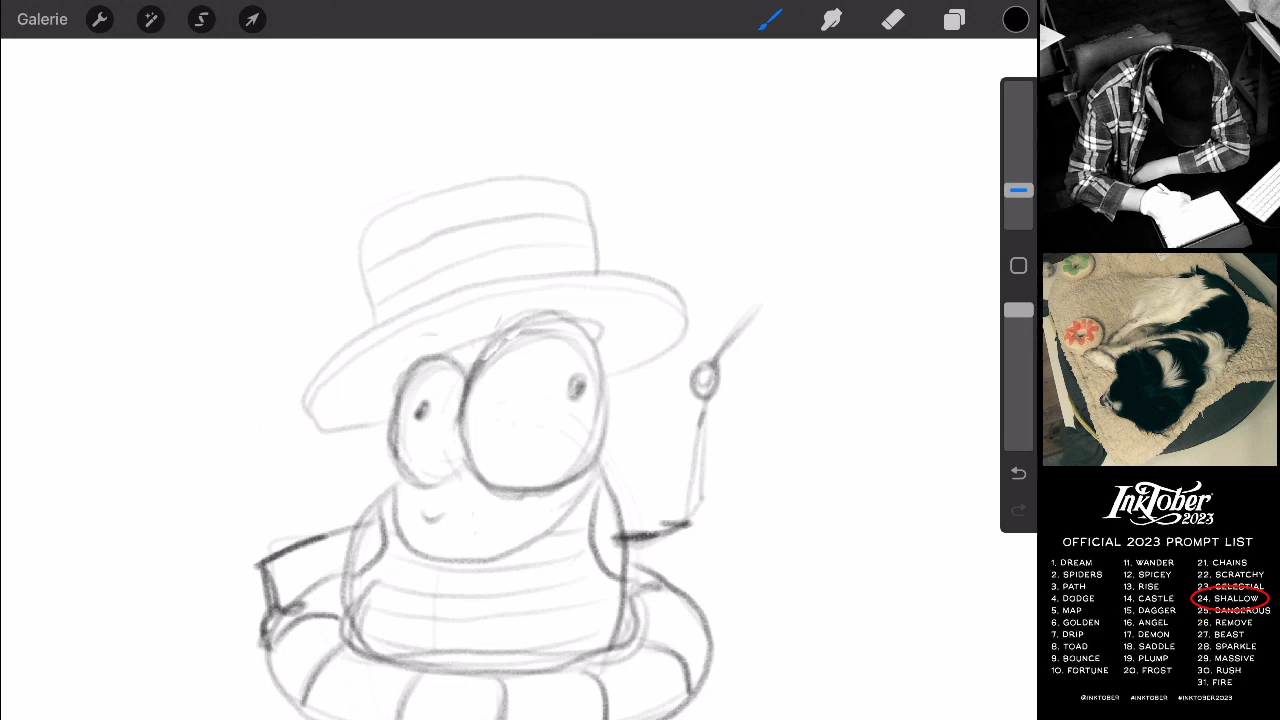 Galerie
INKTOBER
2023
OFFICIAL 2023 PROMPT LIST
1. DREAM
2. SPIDERS
3. PATH
4. DODGE
5. MAP
6. GOLDEN
7. DRIP
8. TOAD
9. BOUNCE
10. FORTUNE
11. WANDER
12. SPICEY
13. RISE
14. CASTLE
15. DAGGER
16. ANGEL
17. DEMON
18. SADDLE
19. PLUMP
20. FROST
21. CHAINS
22. SCRATCHY
23. CELESTIAL
24. SHALLOW
25. DANGEROUS
26. REMOVE
27. BEAST
28. SPARKLE
29. MASSIVE
30. RUSH
31. FIRE
@INKTOBER #INKTOBER #INKTOBER2023